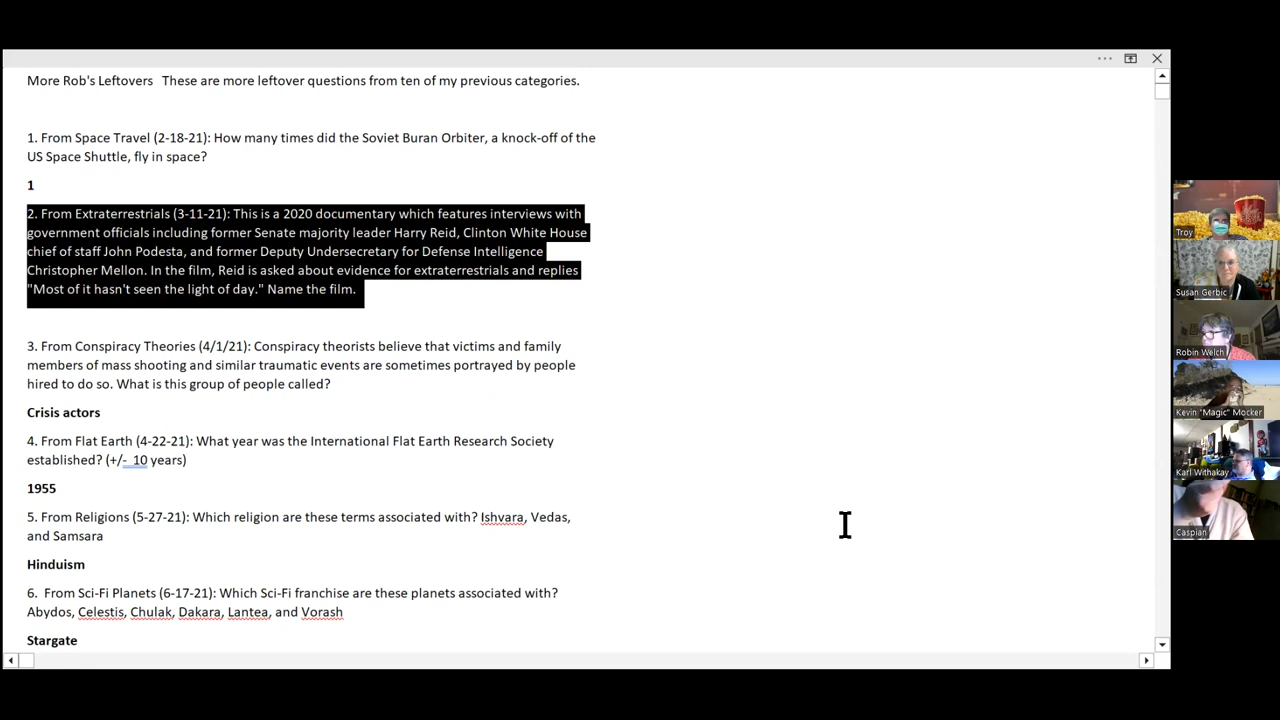 More Rob's Leftovers   These are more leftover questions from ten of my previous categories.
1. From Space Travel (2-18-21): How many times did the Soviet Buran Orbiter, a knock-off of the
US Space Shuttle, fly in space?
1
2. From Extraterrestrials (3-11-21): This is a 2020 documentary which features interviews with
government officials including former Senate majority leader Harry Reid, Clinton White House
chief of staff John Podesta, and former Deputy Undersecretary for Defense Intelligence
Christopher Mellon. In the film, Reid is asked about evidence for extraterrestrials and replies
"Most of it hasn't seen the light of day." Name the film.
3. From Conspiracy Theories (4/1/21): Conspiracy theorists believe that victims and family
members of mass shooting and similar traumatic events are sometimes portrayed by people
hired to do so. What is this group of people called?
Crisis actors
4. From Flat Earth (4-22-21): What year was the International Flat Earth Research Society
established? (+/-  10 years)
1955
5. From Religions (5-27-21): Which religion are these terms associated with? Ishvara, Vedas,
and Samsara
Hinduism
6.  From Sci-Fi Planets (6-17-21): Which Sci-Fi franchise are these planets associated with?
Abydos, Celestis, Chulak, Dakara, Lantea, and Vorash
Stargate
Troy
Susan Gerbic
Robin Welch
Kevin "Magic" Mocker
Karl Withakay
Caspian